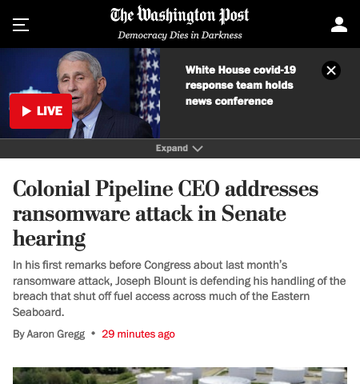 The Washington Post
Democracy Dies in Darkness
White House covid-19
response team holds
news conference
LIVE
Expand
Colonial Pipeline CEO addresses
ransomware attack in Senate
hearing
In his first remarks before Congress about last month's
ransomware attack, Joseph Blount is defending his handling of the
breach that shut off fuel access across much of the Eastern
Seaboard.
By Aaron Gregg • 29 minutes ago